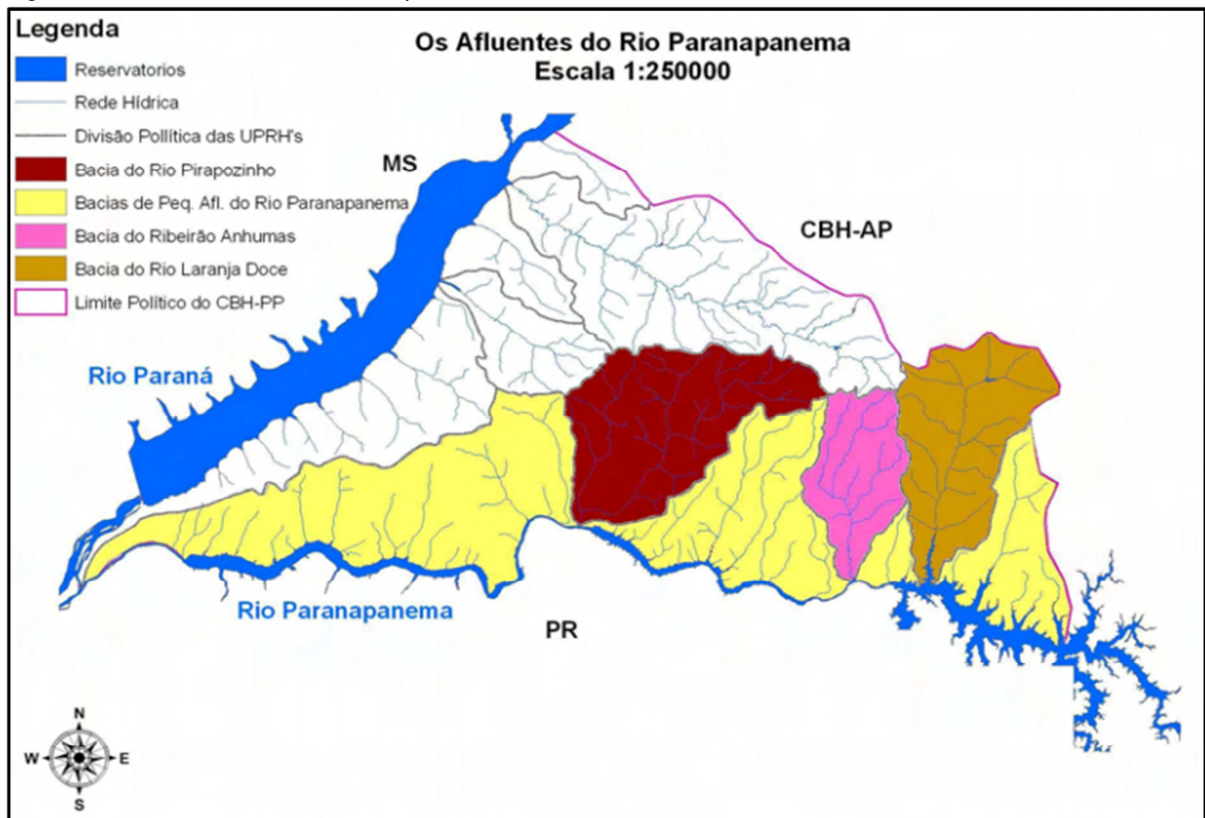 Legenda
Reservatorios
Rede Hídrica
Divisão Pollítica das UPRH's
Bacia do Rio Pirapozinho
Bacias de Peq. Afl. do Rio Paranapanema
Bacia do Ribeirão Anhumas
Bacia do Rio Laranja Doce
Limite Político do CBH-PP
Os Afluentes do Rio Paranapanema
Escala 1:250000
MS
CBH-AP
Rio Paraná
Rio Paranapanema
PR
N
W
E
S